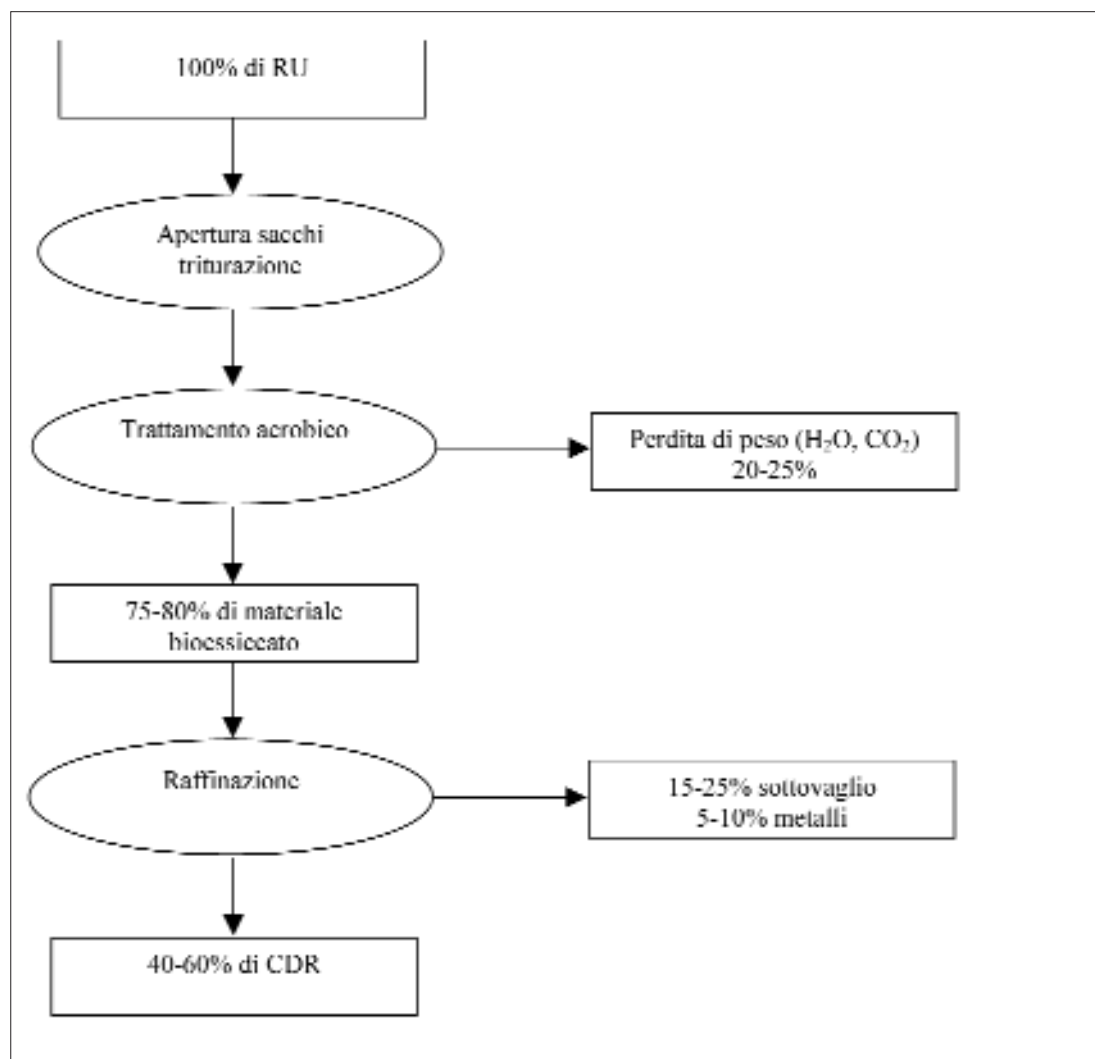 100% di RU
Apertura sacchi
triturazione
Trattamento aerobico
Perdita di peso (H₂O, CO₂)
20-25%
75-80% di materiale
bioessiccato
Raffinazione
15-25% sottovaglio
5-10% metalli
40-60% di CDR